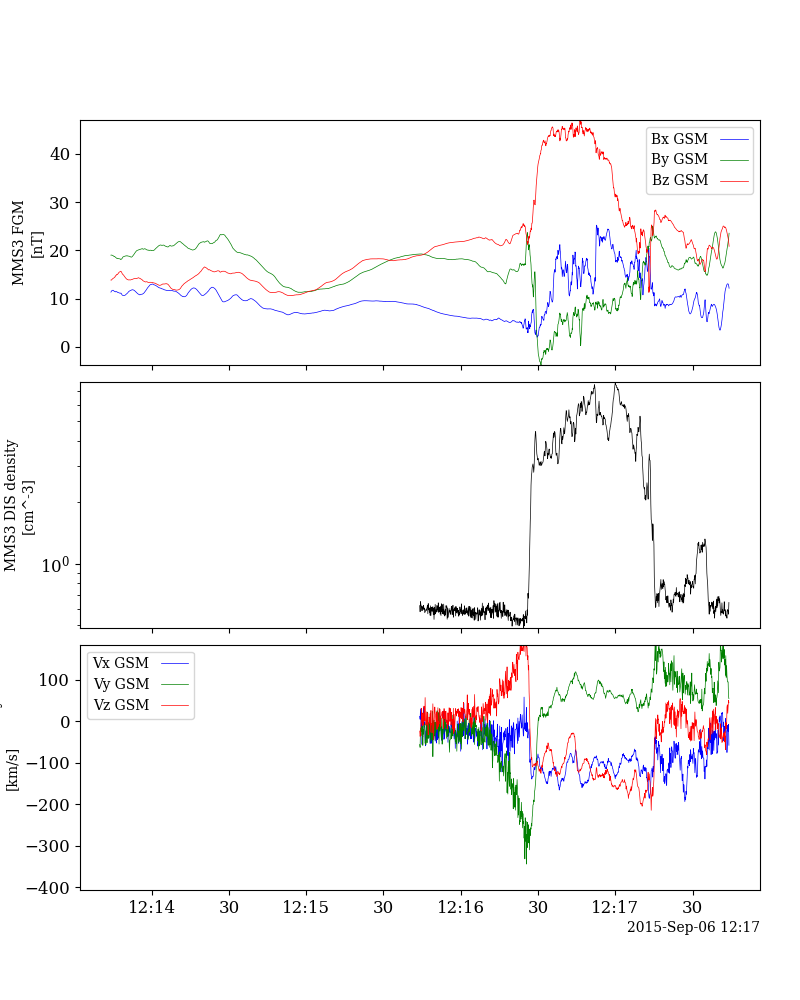 MMS3 FGM
[nT]
40
30
20
10
0
Bx GSM
By GSM
Bz GSM
MMS3 DIS density
[cm^-3]
10^0
Vx GSM
Vy GSM
Vz GSM
[km/s]
100
0
−100
−200
−300
−400
12:14
30
12:15
30
12:16
30
12:17
30
2015-Sep-06 12:17